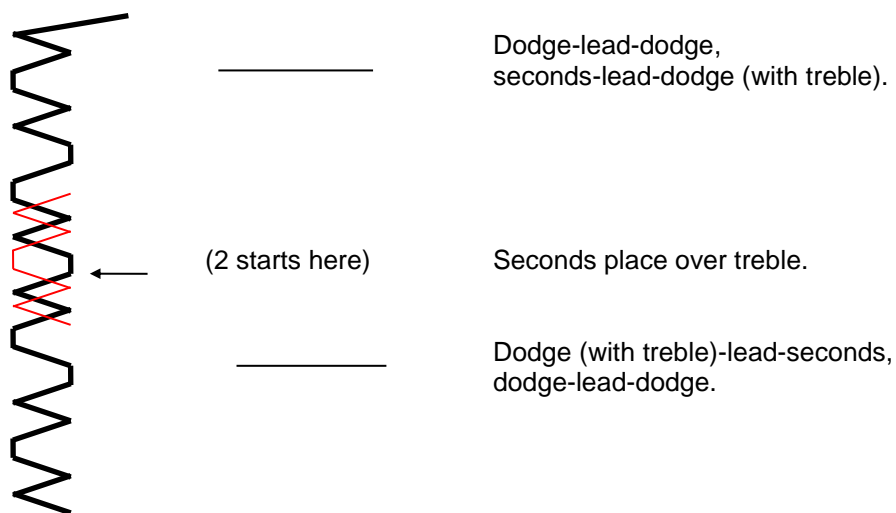 Dodge-lead-dodge,
seconds-lead-dodge (with treble).
(2 starts here)
Seconds place over treble.
Dodge (with treble)-lead-seconds,
dodge-lead-dodge.